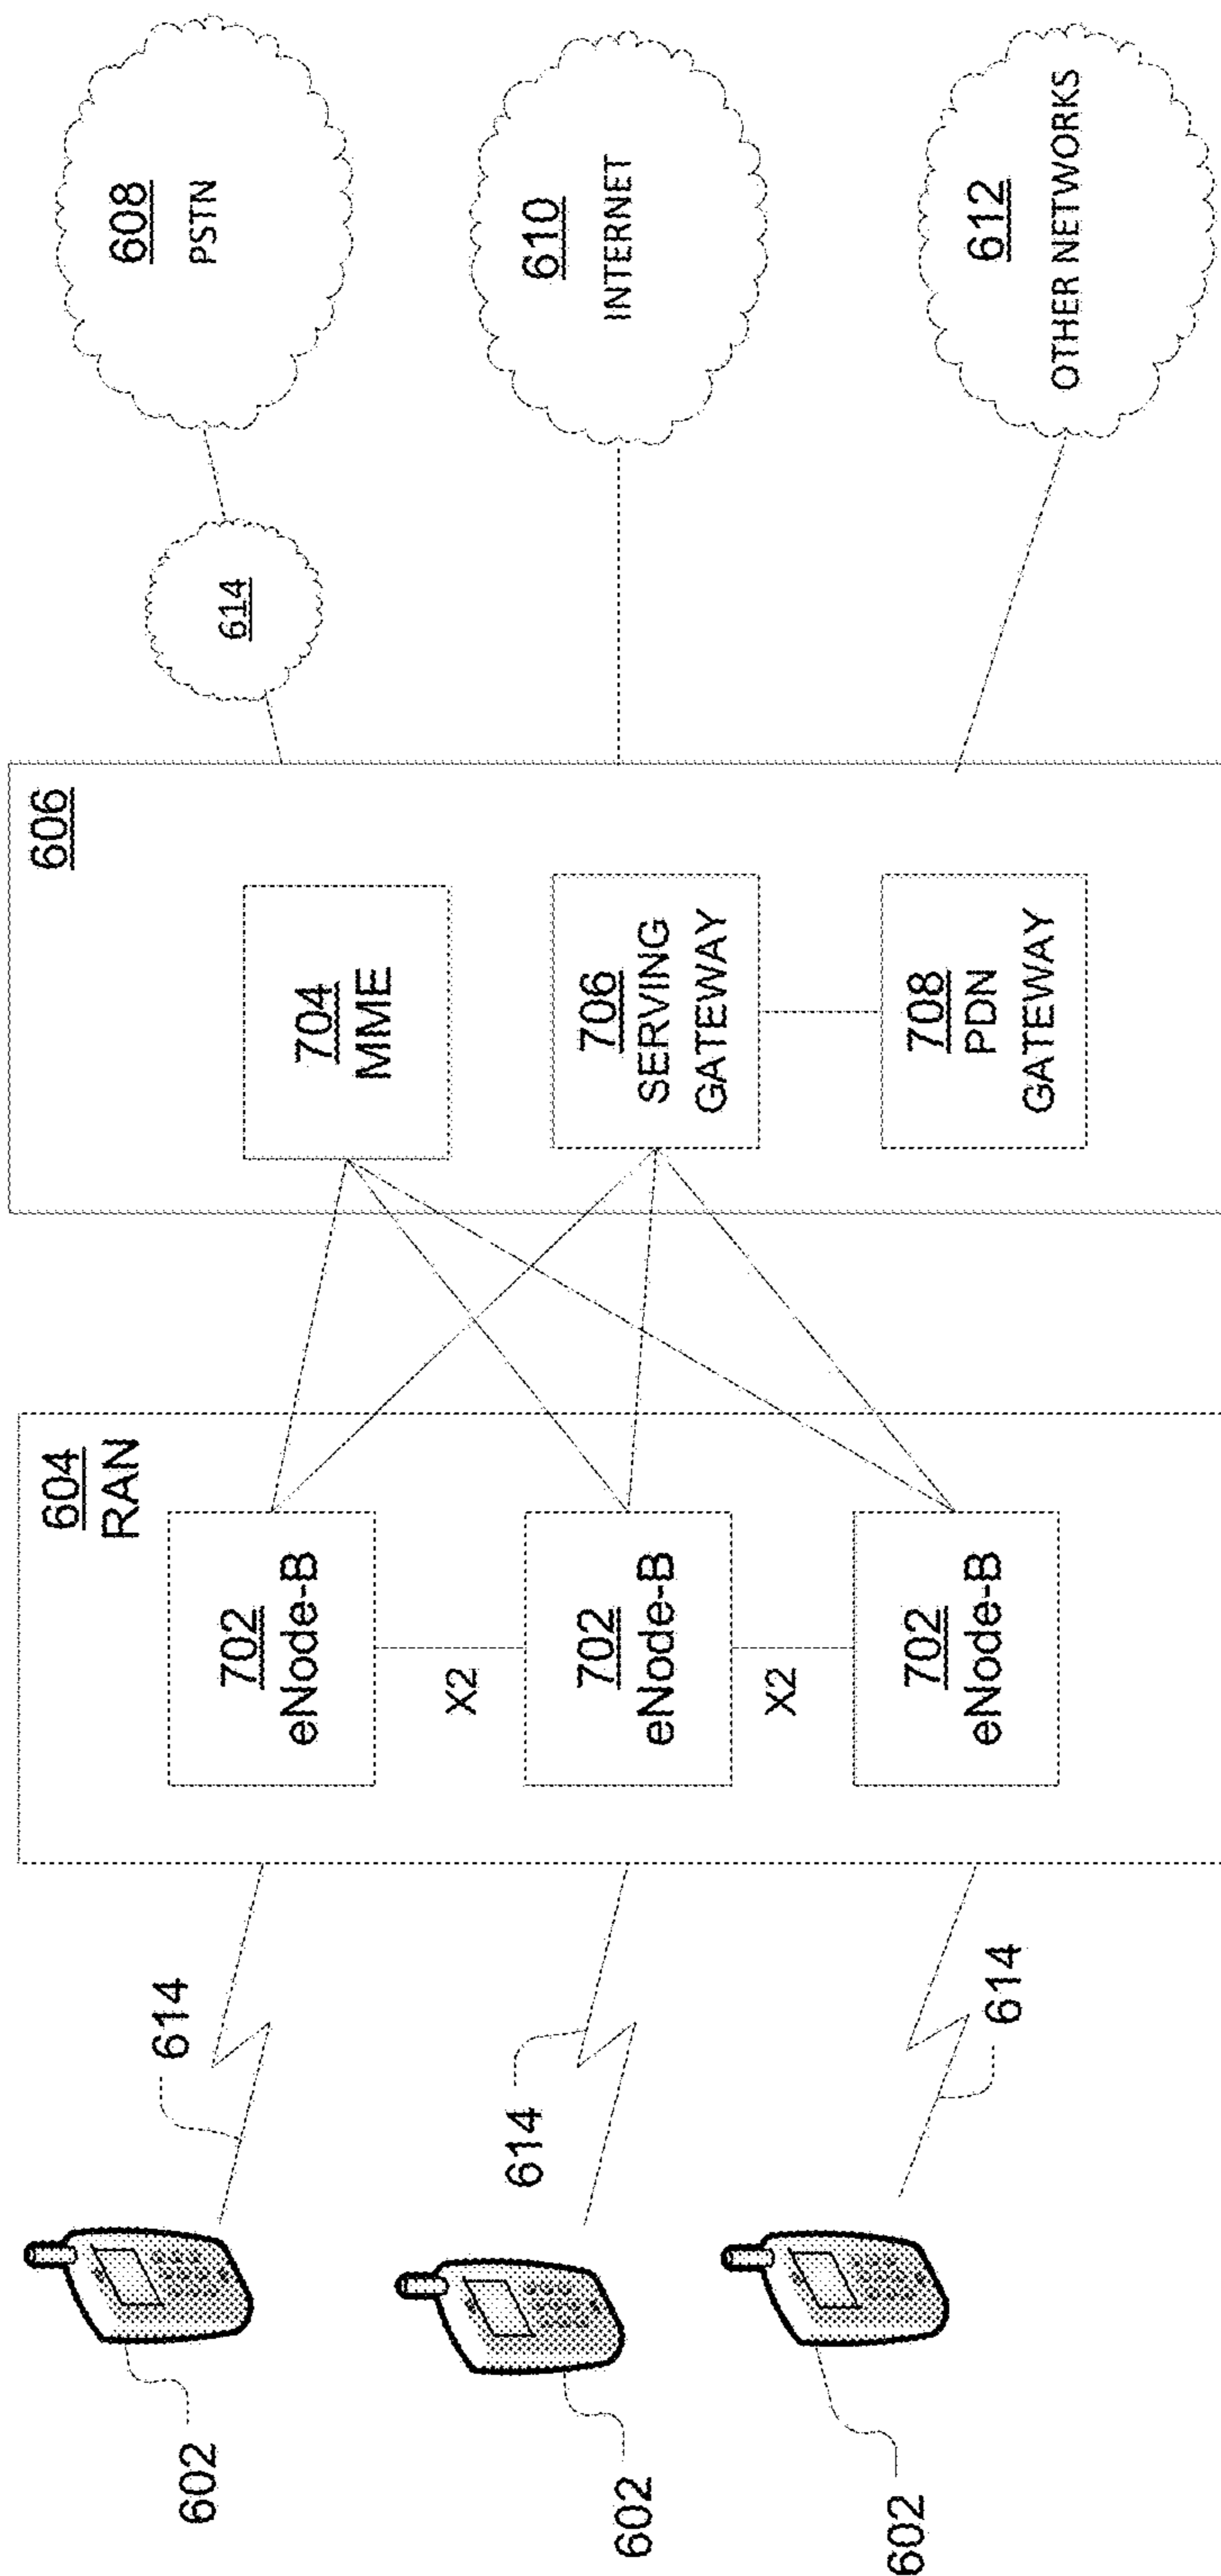 602
602
602
614
614
614
604
RAN
702
eNode-B
X2
702
eNode-B
X2
702
eNode-B
606
704
MME
706
SERVING
GATEWAY
708
PDN
GATEWAY
614
608
PSTN
610
INTERNET
612
OTHER NETWORKS